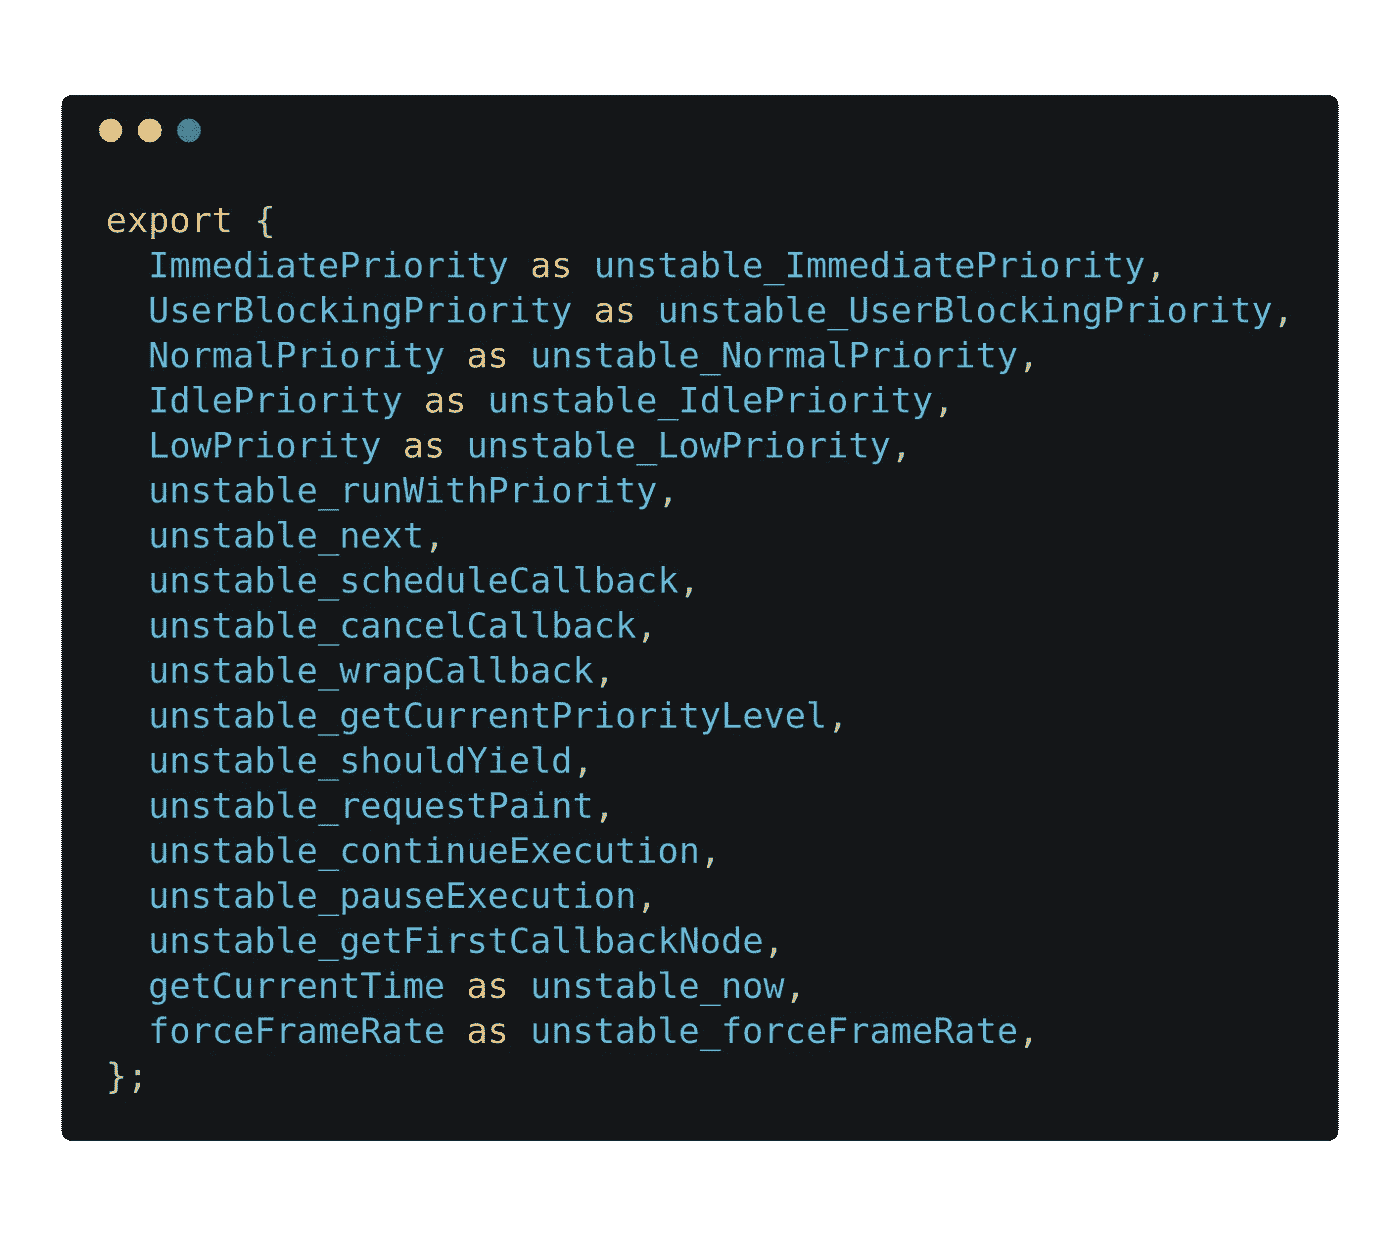 export {
  ImmediatePriority as unstable_ImmediatePriority,
  UserBlockingPriority as unstable_UserBlockingPriority,
  NormalPriority as unstable_NormalPriority,
  IdlePriority as unstable_IdlePriority,
  LowPriority as unstable_LowPriority,
  unstable_runWithPriority,
  unstable_next,
  unstable_scheduleCallback,
  unstable_cancelCallback,
  unstable_wrapCallback,
  unstable_getCurrentPriorityLevel,
  unstable_shouldYield,
  unstable_requestPaint,
  unstable_continueExecution,
  unstable_pauseExecution,
  unstable_getFirstCallbackNode,
  getCurrentTime as unstable_now,
  forceFrameRate as unstable_forceFrameRate,
};